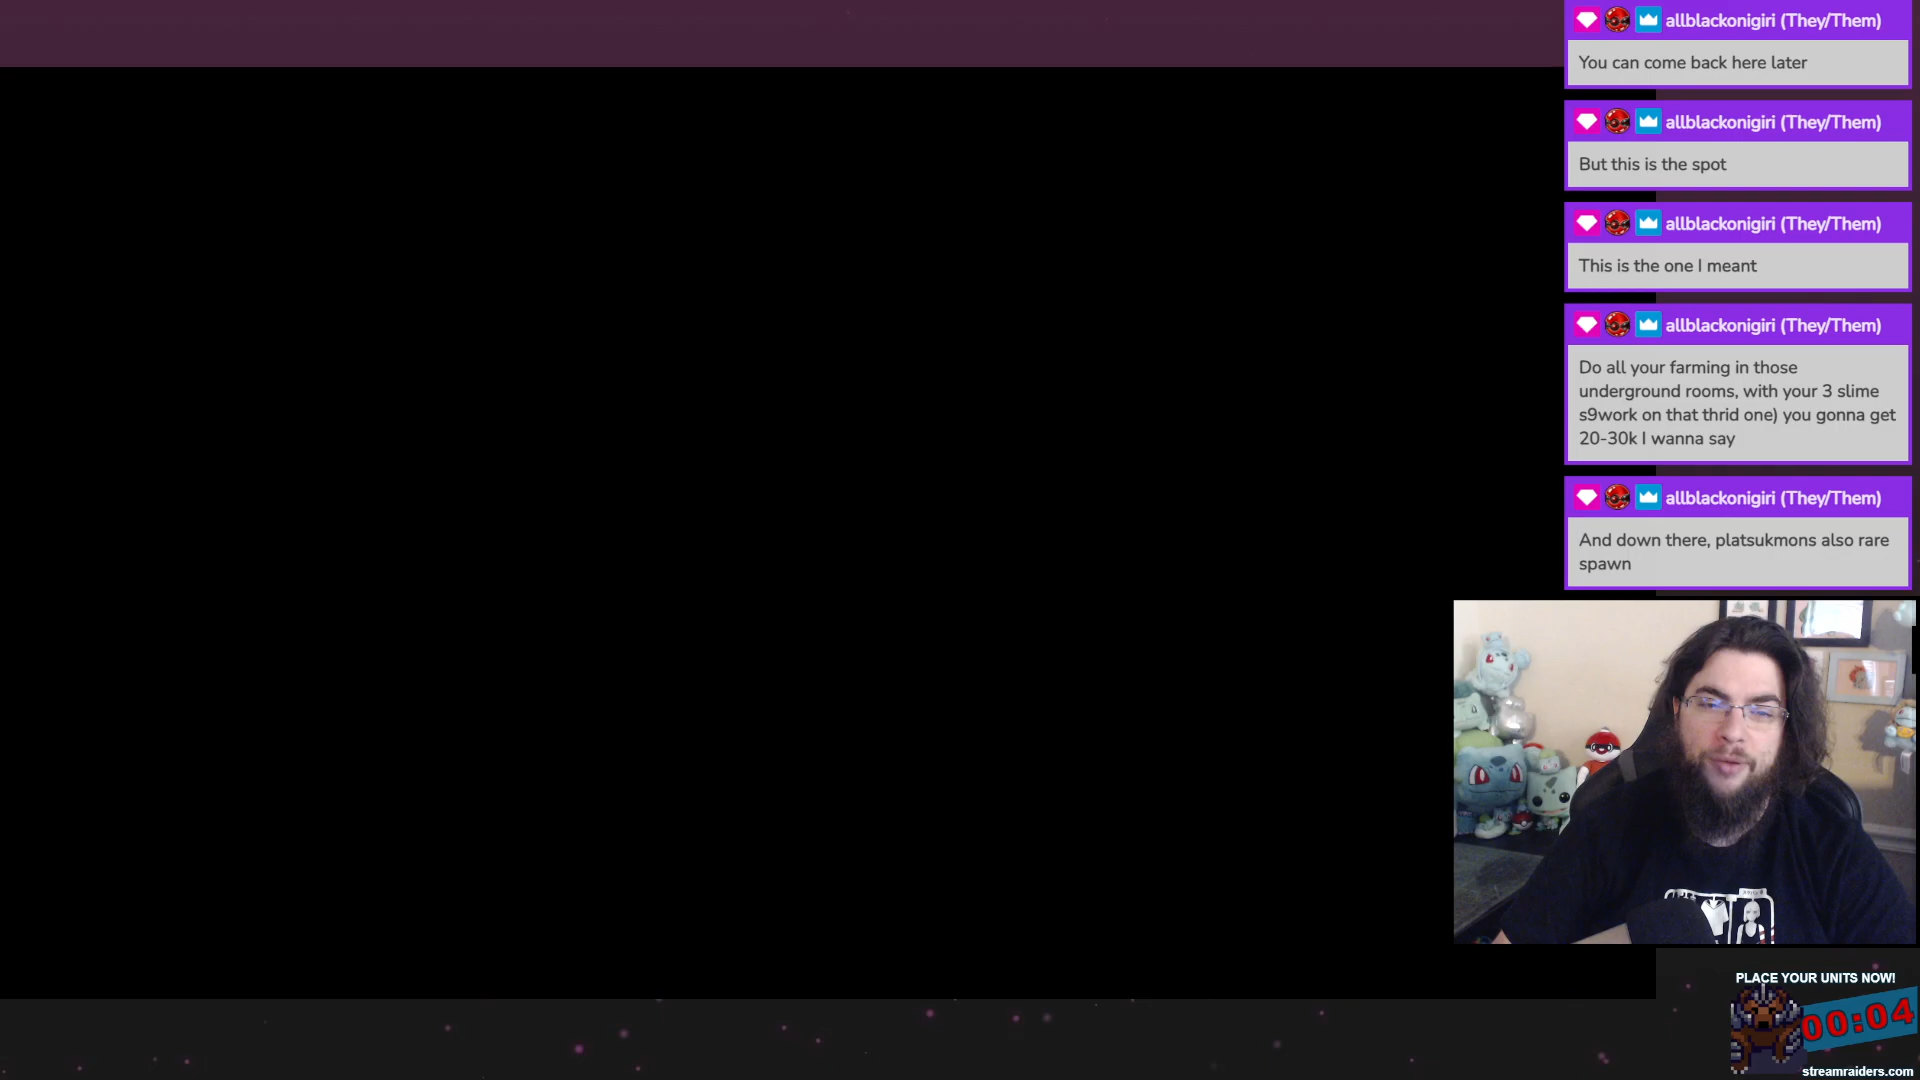 allblackonigiri (They/Them)
You can come back here later
allblackonigiri (They/Them)
But this is the spot
allblackonigiri (They/Them)
This is the one I meant
allblackonigiri (They/Them)
Do all your farming in those
underground rooms, with your 3 slime
s9work on that thrid one) you gonna get
20-30k I wanna say
allblackonigiri (They/Them)
And down there, platsukmons also rare
spawn
PLACE YOUR UNITS NOW!
00:04
streamraiders.com